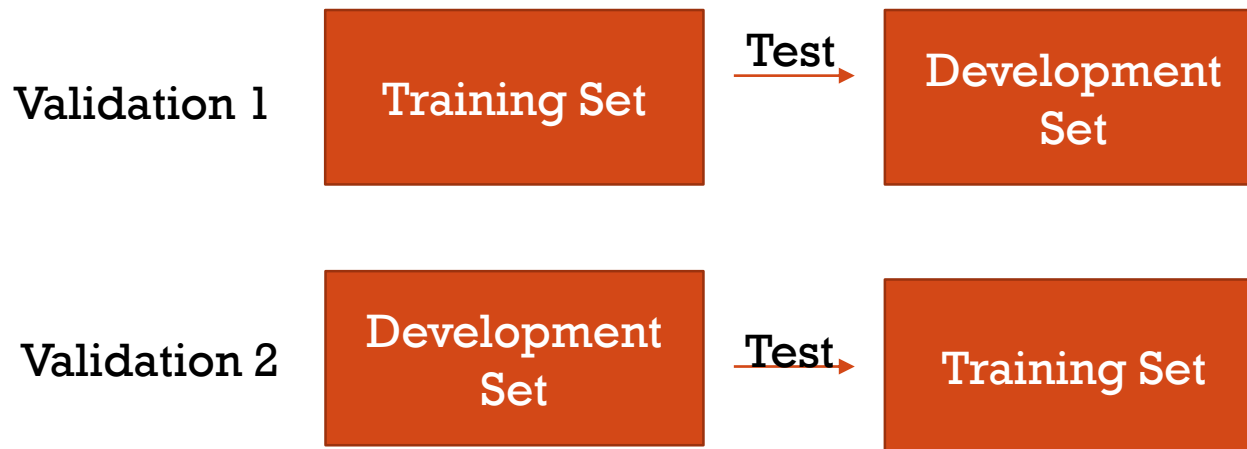 Validation 1
Training Set
Test
Development
Set
Validation 2
Development
Set
Test
Training Set